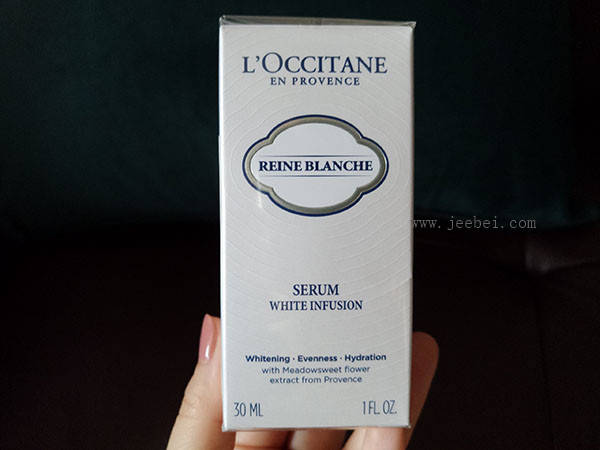 L'OCCITANE
EN PROVENCE
REINE BLANCHE
www.jeebei.com
SERUM
WHITE INFUSION
Whitening · Evenness · Hydration
with Meadowsweet flower
extract from Provence
30 ML 1 FL. OZ.